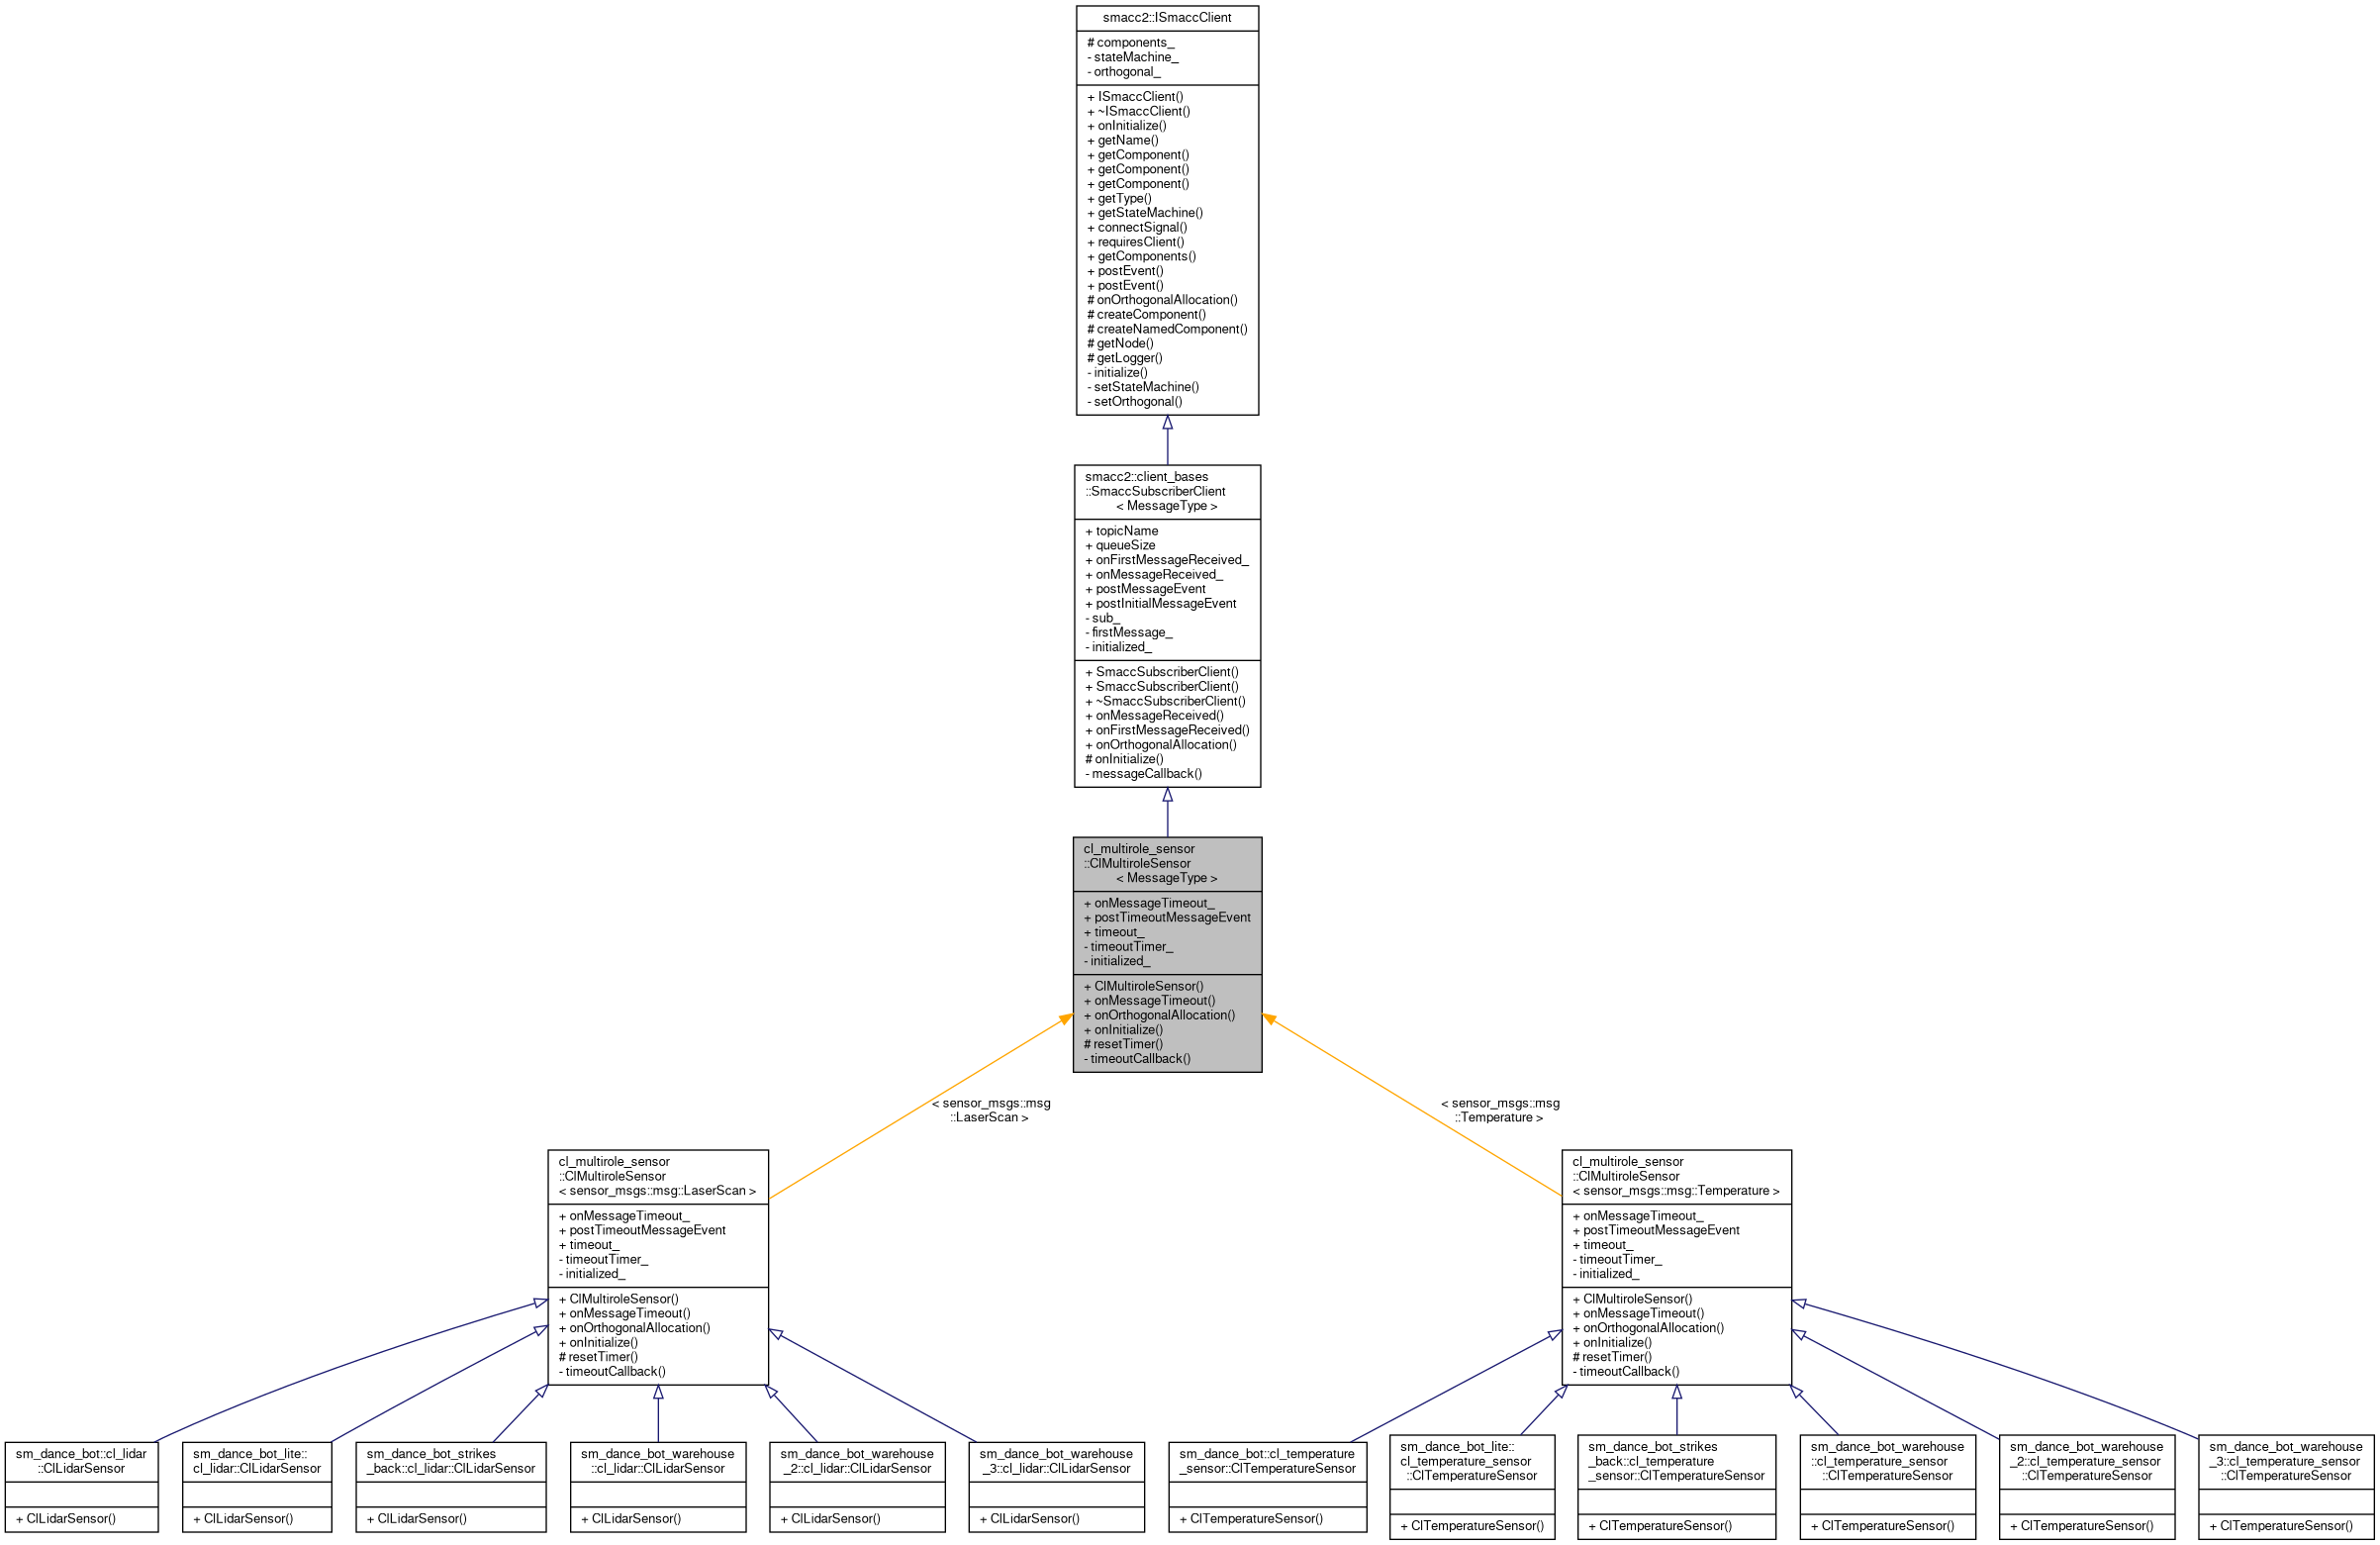 smacc2::ISmaccClient
# components_
- stateMachine_
- orthogonal_
+ ISmaccClient()
+ ~ISmaccClient()
+ onInitialize()
+ getName()
+ getComponent()
+ getComponent()
+ getComponent()
+ getType()
+ getStateMachine()
+ connectSignal()
+ requiresClient()
+ getComponents()
+ postEvent()
+ postEvent()
# onOrthogonalAllocation()
# createComponent()
# createNamedComponent()
# getNode()
# getLogger()
- initialize()
- setStateMachine()
- setOrthogonal()
smacc2::client_bases
::SmaccSubscriberClient
< MessageType >
+ topicName
+ queueSize
+ onFirstMessageReceived_
+ onMessageReceived_
+ postMessageEvent
+ postInitialMessageEvent
- sub_
- firstMessage_
- initialized_
+ SmaccSubscriberClient()
+ SmaccSubscriberClient()
+ ~SmaccSubscriberClient()
+ onMessageReceived()
+ onFirstMessageReceived()
+ onOrthogonalAllocation()
# onInitialize()
- messageCallback()
cl_multirole_sensor
::ClMultiroleSensor
< MessageType >
+ onMessageTimeout_
+ postTimeoutMessageEvent
+ timeout_
- timeoutTimer_
- initialized_
+ ClMultiroleSensor()
+ onMessageTimeout()
+ onOrthogonalAllocation()
+ onInitialize()
# resetTimer()
- timeoutCallback()
< sensor_msgs::msg
::LaserScan >
< sensor_msgs::msg
::Temperature >
cl_multirole_sensor
::ClMultiroleSensor
< sensor_msgs::msg::LaserScan >
+ onMessageTimeout_
+ postTimeoutMessageEvent
+ timeout_
- timeoutTimer_
- initialized_
+ ClMultiroleSensor()
+ onMessageTimeout()
+ onOrthogonalAllocation()
+ onInitialize()
# resetTimer()
- timeoutCallback()
cl_multirole_sensor
::ClMultiroleSensor
< sensor_msgs::msg::Temperature >
+ onMessageTimeout_
+ postTimeoutMessageEvent
+ timeout_
- timeoutTimer_
- initialized_
+ ClMultiroleSensor()
+ onMessageTimeout()
+ onOrthogonalAllocation()
+ onInitialize()
# resetTimer()
- timeoutCallback()
sm_dance_bot::cl_lidar
::ClLidarSensor
+ ClLidarSensor()
sm_dance_bot_lite::
cl_lidar::ClLidarSensor
+ ClLidarSensor()
sm_dance_bot_strikes
_back::cl_lidar::ClLidarSensor
+ ClLidarSensor()
sm_dance_bot_warehouse
::cl_lidar::ClLidarSensor
+ ClLidarSensor()
sm_dance_bot_warehouse
_2::cl_lidar::ClLidarSensor
+ ClLidarSensor()
sm_dance_bot_warehouse
_3::cl_lidar::ClLidarSensor
+ ClLidarSensor()
sm_dance_bot::cl_temperature
_sensor::ClTemperatureSensor
+ ClTemperatureSensor()
sm_dance_bot_lite::
cl_temperature_sensor
::ClTemperatureSensor
+ ClTemperatureSensor()
sm_dance_bot_strikes
_back::cl_temperature
_sensor::ClTemperatureSensor
+ ClTemperatureSensor()
sm_dance_bot_warehouse
::cl_temperature_sensor
::ClTemperatureSensor
+ ClTemperatureSensor()
sm_dance_bot_warehouse
_2::cl_temperature_sensor
::ClTemperatureSensor
+ ClTemperatureSensor()
sm_dance_bot_warehouse
_3::cl_temperature_sensor
::ClTemperatureSensor
+ ClTemperatureSensor()